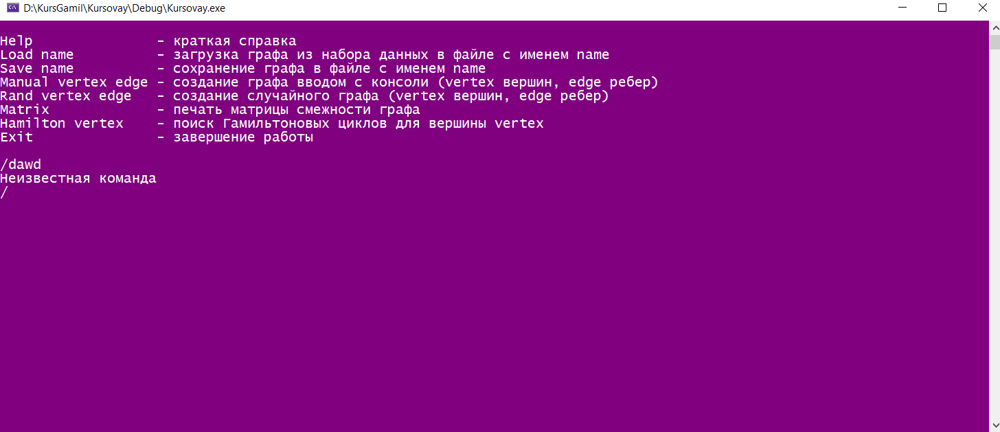 D:\KursGamil\Kursovay\Debug\Kursovay.exe
Help - краткая справка
Load name - загрузка графа из набора данных в файле с именем name
Save name - сохранение графа в файле с именем name
Manual vertex edge - создание графа вводом с консоли (vertex вершин, edge ребер)
Rand vertex edge - создание случайного графа (vertex вершин, edge ребер)
Matrix - печать матрицы смежности графа
Hamilton vertex - поиск Гамильтоновых циклов для вершины vertex
Exit - завершение работы
/dawd
Неизвестная команда
/